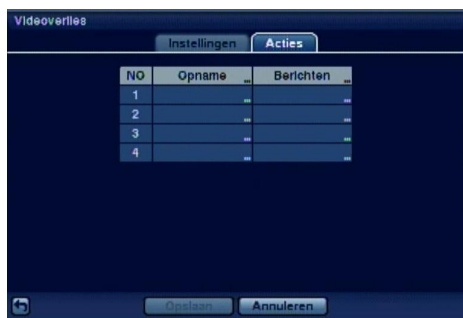 Videoverlies
Instellingen Acties
NO Opname ... Berichten ...
1 ... ...
2 ... ...
3 ... ...
4 ... ...
Opslaan Annuleren